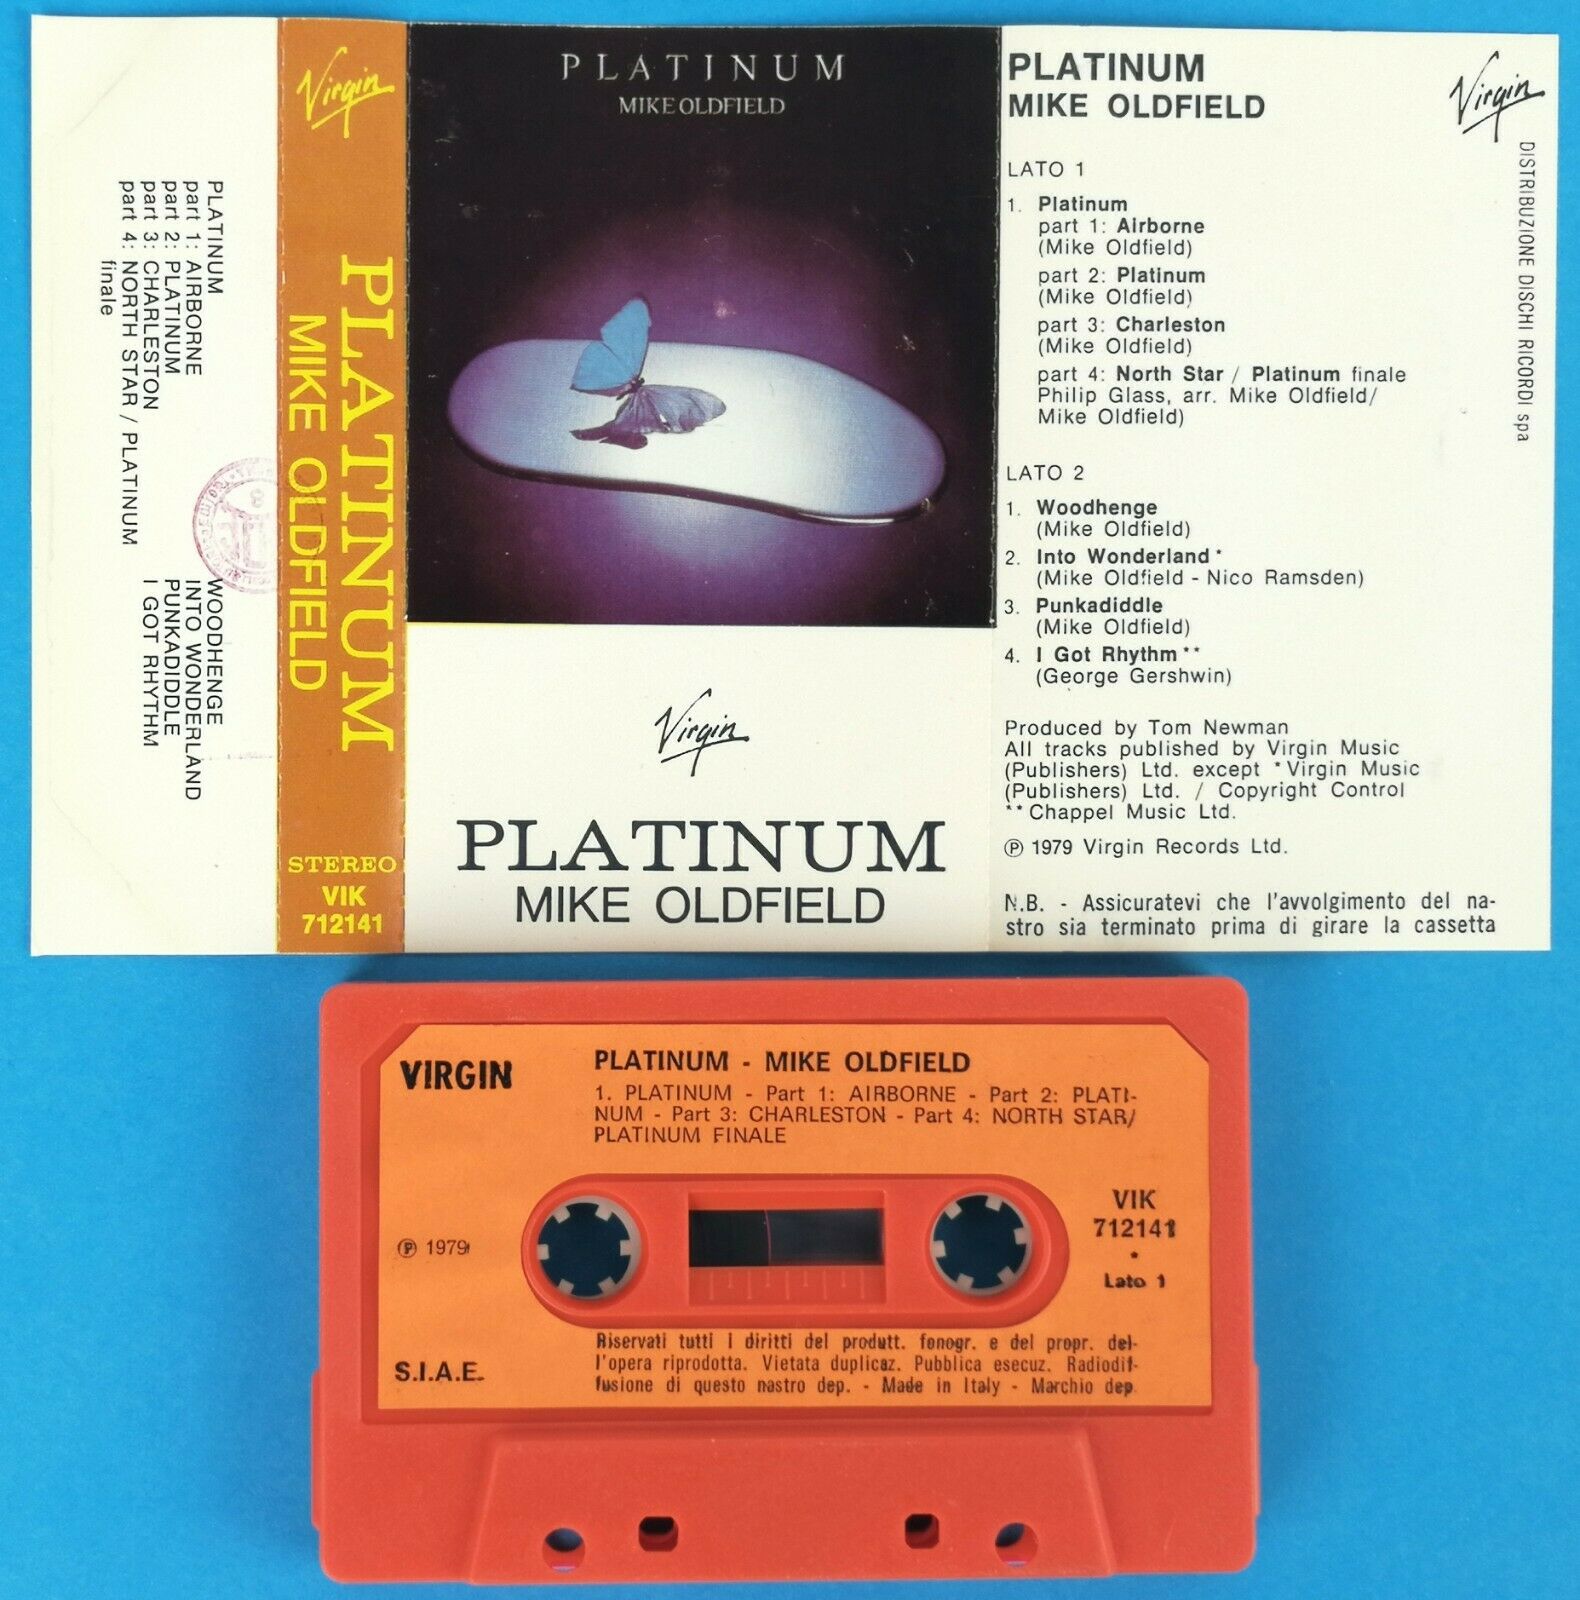 PLATINUM
part 1: AIRBORNE
part 2: PLATINUM
part 3: CHARLESTON
part 4: NORTH STAR / PLATINUM
finale
WOODHENGE
INTO WONDERLAND
PUNKADIDDLE
I GOT RHYTHM
Virgin
PLATINUM
MIKE OLDFIELD
STEREO
VIK
712141
PLATINUM
MIKE OLDFIELD
Virgin
PLATINUM
MIKE OLDFIELD
PLATINUM
MIKE OLDFIELD
Virgin
DISTRIBUZIONE DISCHI RICORDI spa
LATO 1
1. Platinum
part 1: Airborne
(Mike Oldfield)
part 2: Platinum
(Mike Oldfield)
part 3: Charleston
(Mike Oldfield)
part 4: North Star / Platinum finale
Philip Glass, arr. Mike Oldfield/
Mike Oldfield)
LATO 2
1. Woodhenge
(Mike Oldfield)
2. Into Wonderland *
(Mike Oldfield - Nico Ramsden)
3. Punkadiddle
(Mike Oldfield)
4. I Got Rhythm **
(George Gershwin)
Produced by Tom Newman
All tracks published by Virgin Music
(Publishers) Ltd. except * Virgin Music
(Publishers) Ltd. / Copyright Control
** Chappel Music Ltd.
℗ 1979 Virgin Records Ltd.
N.B. - Assicuratevi che l'avvolgimento del na-
stro sia terminato prima di girare la cassetta
VIRGIN
PLATINUM - MIKE OLDFIELD
1. PLATINUM - Part 1: AIRBORNE - Part 2: PLATI-
NUM - Part 3: CHARLESTON - Part 4: NORTH STAR/
PLATINUM FINALE
℗ 1979
VIK
712141
*
Lato 1
S.I.A.E.
Riservati tutti i diritti del produtt. fonogr. e del propr. del-
l'opera riprodotta. Vietata duplicaz. Pubblica esecuz. Radiodif-
fusione di questo nastro dep. - Made in Italy - Marchio dep.